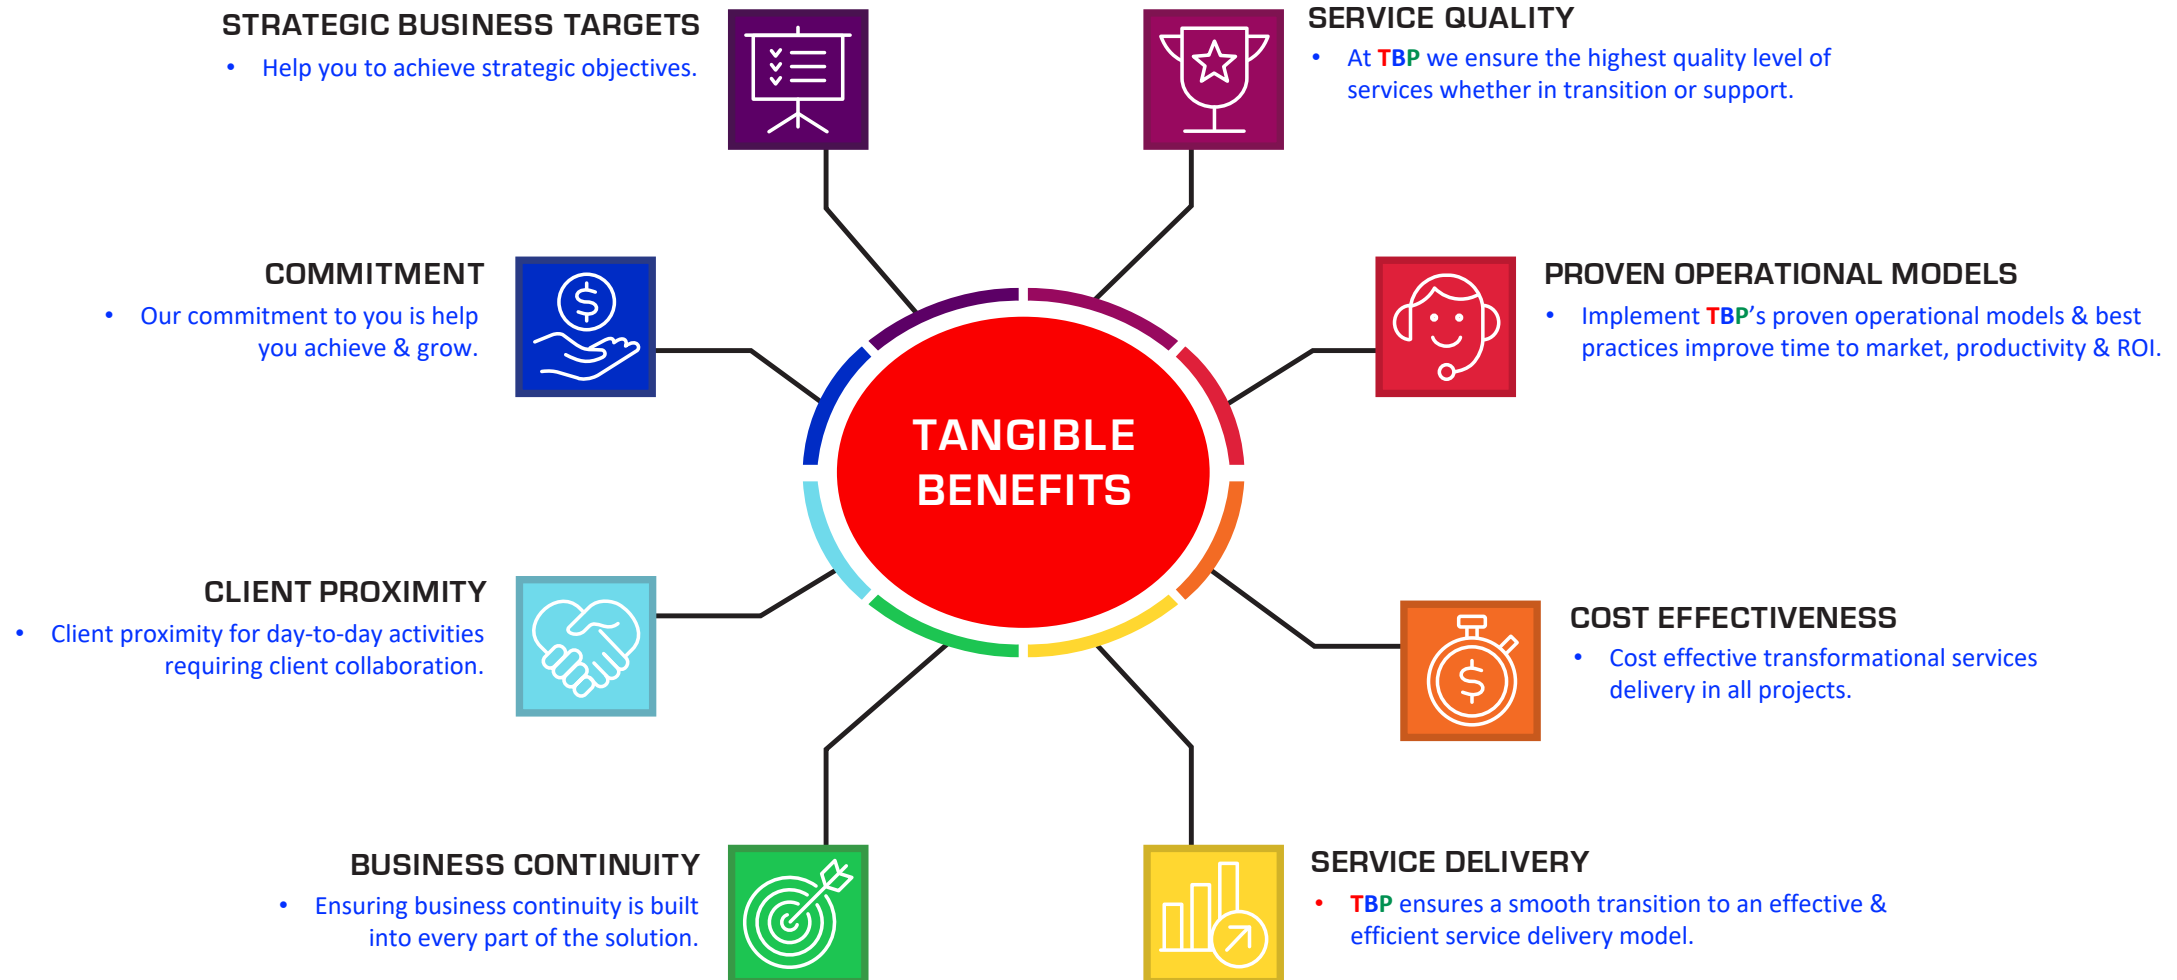 STRATEGIC BUSINESS TARGETS
• Help you to achieve strategic objectives.
SERVICE QUALITY
• At TBP we ensure the highest quality level of
services whether in transition or support.
COMMITMENT
• Our commitment to you is help
you achieve & grow.
PROVEN OPERATIONAL MODELS
• Implement TBP's proven operational models & best
practices improve time to market, productivity & ROI.
TANGIBLE
BENEFITS
CLIENT PROXIMITY
• Client proximity for day-to-day activities
requiring client collaboration.
COST EFFECTIVENESS
• Cost effective transformational services
delivery in all projects.
BUSINESS CONTINUITY
• Ensuring business continuity is built
into every part of the solution.
SERVICE DELIVERY
• TBP ensures a smooth transition to an effective &
efficient service delivery model.